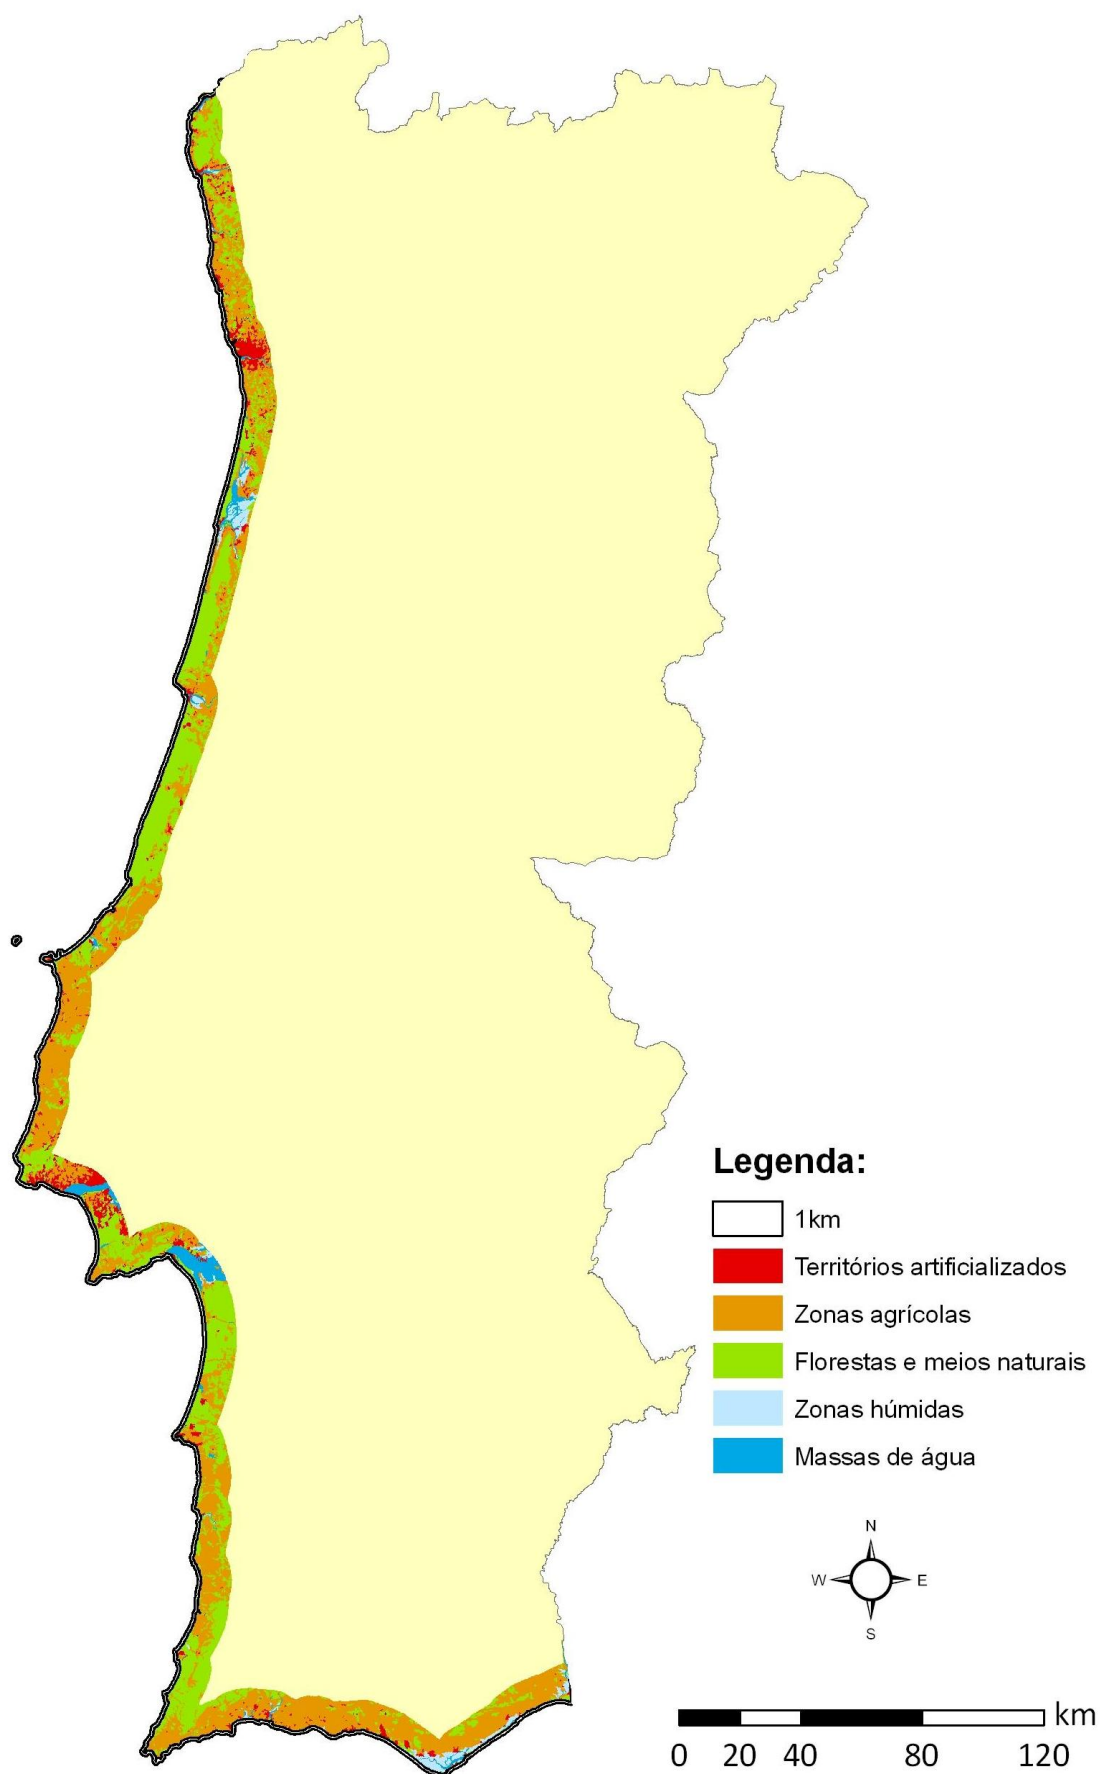 Legenda:
1km
Territórios artificializados
Zonas agrícolas
Florestas e meios naturais
Zonas húmidas
Massas de água
N
W E
S
km
0 20 40 80 120